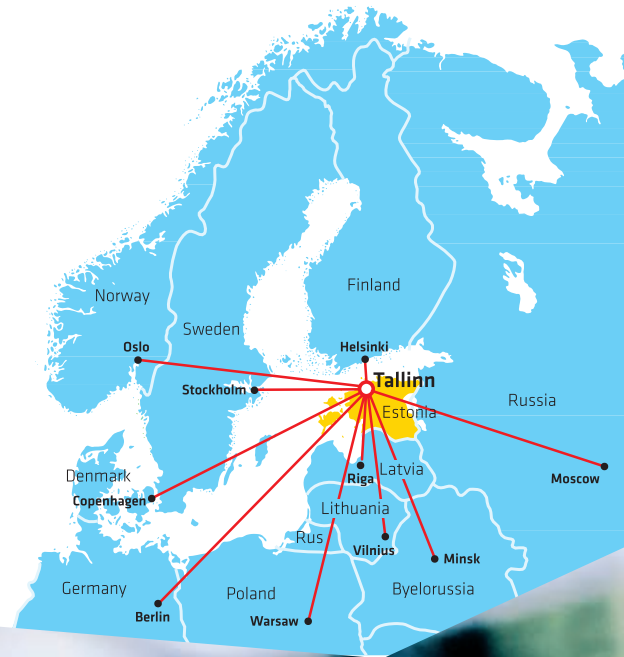 Finland
Norway
Sweden
Oslo
Helsinki
Tallinn
Stockholm
Russia
Estonia
Denmark
Latvia
Riga
Moscow
Copenhagen
Lithuania
Rus
Vilnius
Minsk
Germany
Poland
Byelorussia
Berlin
Warsaw